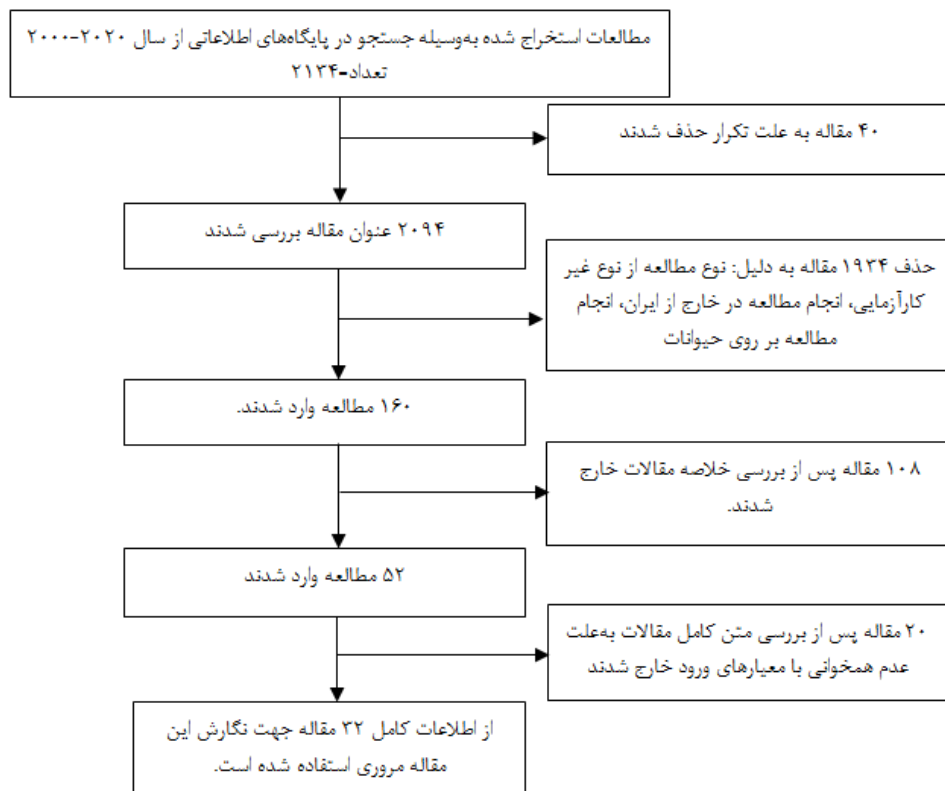 مطالعات استخراج شده به‌وسیله جستجو در پایگاه‌های اطلاعاتی از سال ۲۰۲۰-۲۰۰۰
تعداد-۲۱۳۴
۴۰ مقاله به علت تکرار حذف شدند
۲۰۹۴ عنوان مقاله بررسی شدند
حذف ۱۹۳۴ مقاله به دلیل: نوع مطالعه از نوع غیر
کارآزمایی، انجام مطالعه در خارج از ایران، انجام
مطالعه بر روی حیوانات
۱۶۰ مطالعه وارد شدند.
۱۰۸ مقاله پس از بررسی خلاصه مقالات خارج
شدند.
۵۲ مطالعه وارد شدند
۲۰ مقاله پس از بررسی متن کامل مقالات به‌علت
عدم همخوانی با معیارهای ورود خارج شدند
از اطلاعات کامل ۳۲ مقاله جهت نگارش این
مقاله مروری استفاده شده است.